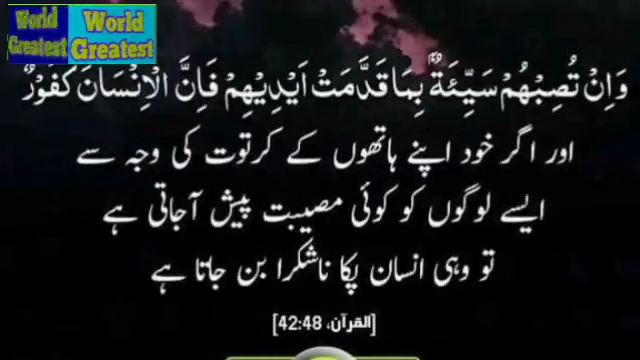 World Greatest
World Greatest
وَاِنْ تُصِبْهُمْ سَيِّئَةٌۢ بِمَا قَدَّمَتْ اَيْدِيْهِمْ فَاِنَّ الْاِنْسَانَ كَفُوْرٌ
اور اگر خود اپنے ہاتھوں کے کرتوت کی وجہ سے
ایسے لوگوں کو کوئی مصیبت پیش آجاتی ہے
تو وہی انسان پکا ناشکرا بن جاتا ہے
[القرآن، 42:48]